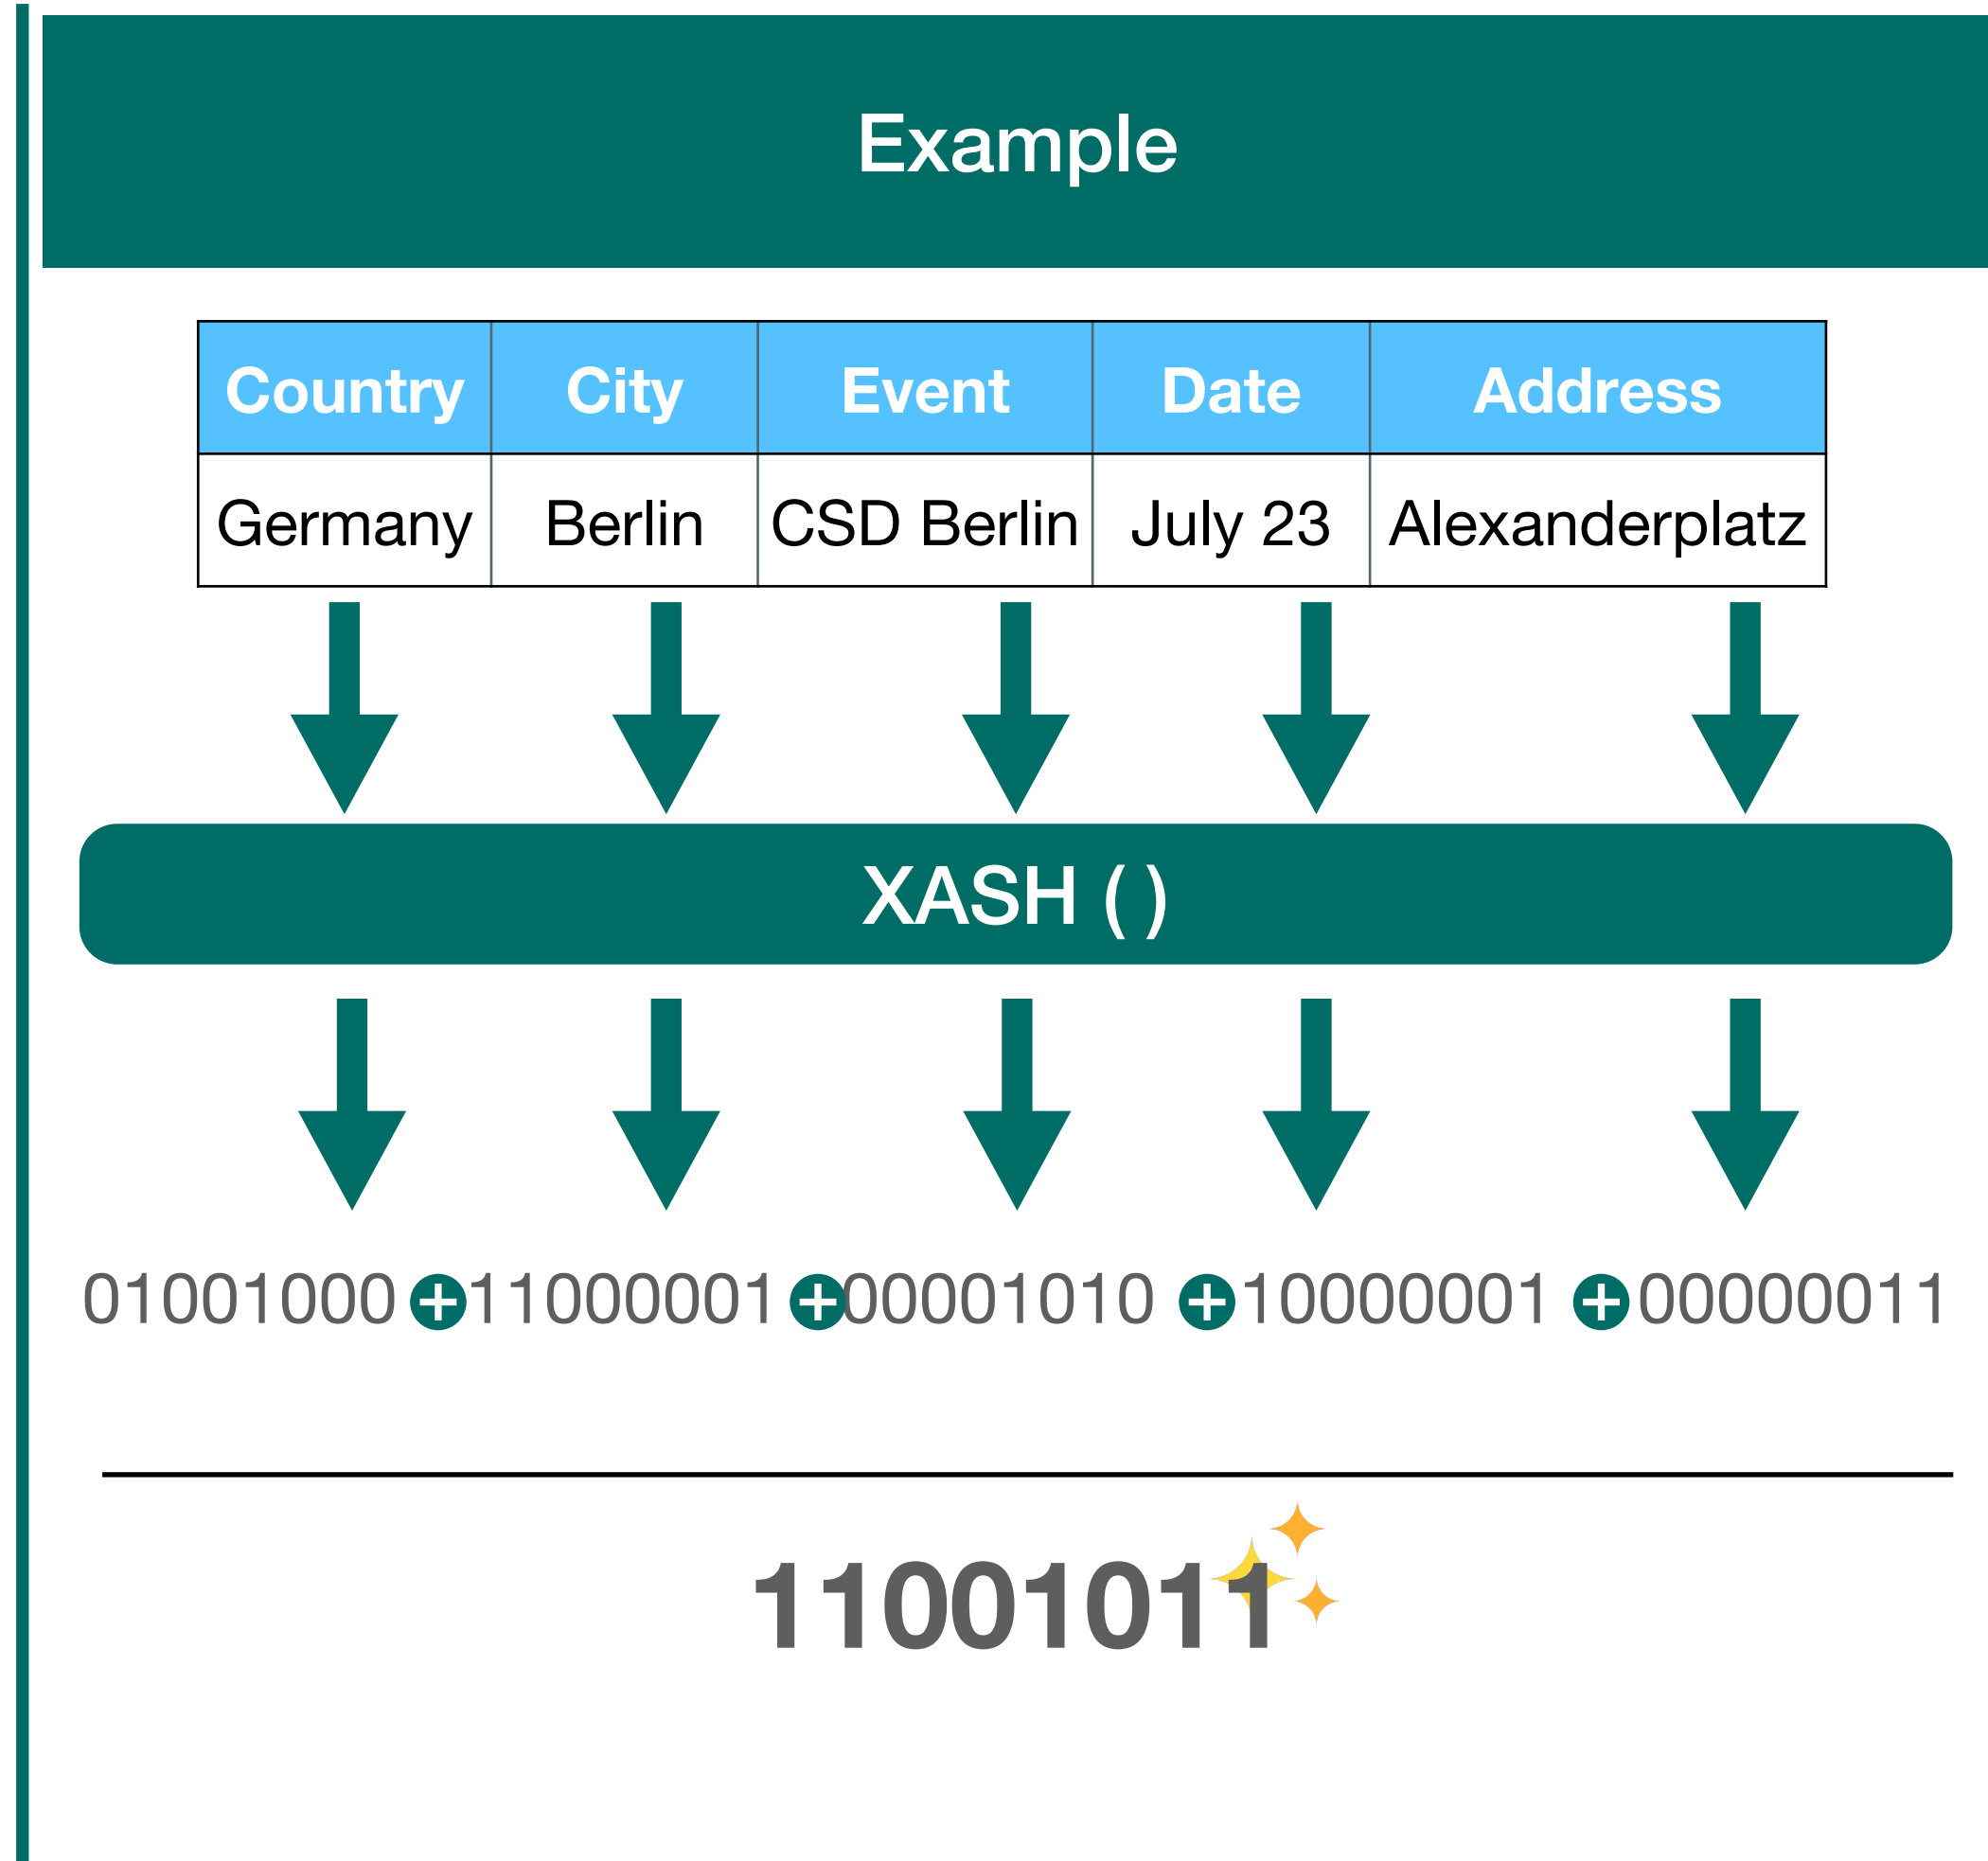 Example
Country City Event Date Address
Germany Berlin CSD Berlin July 23 Alexanderplatz
XASH ( )
01001000 + 11000001 + 00001010 + 10000001 + 00000011
11001011